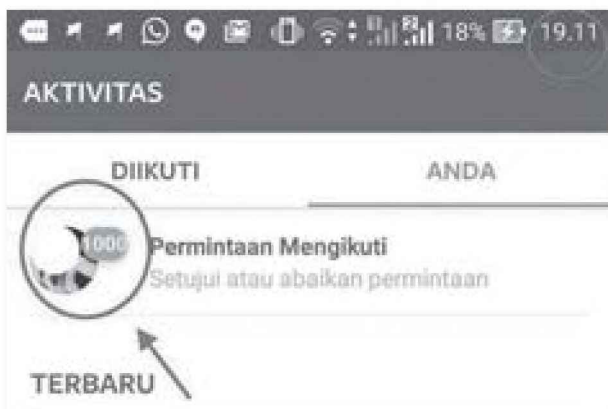 18% 19.11
AKTIVITAS
DIIKUTI ANDA
1000
Permintaan Mengikuti
Setujui atau abaikan permintaan
TERBARU